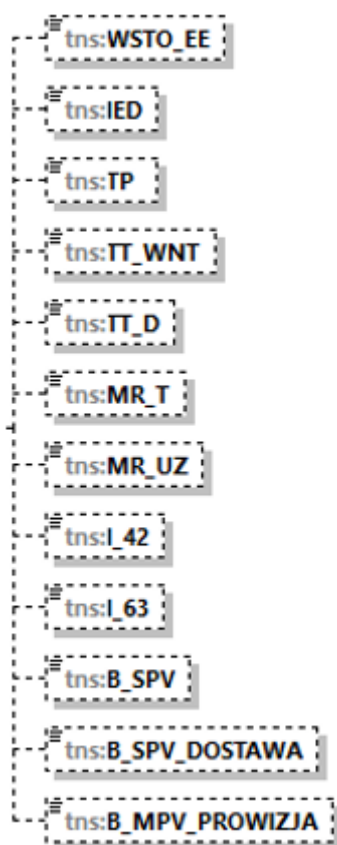 tns:WSTO_EE
tns:IED
tns:TP
tns:TT_WNT
tns:TT_D
tns:MR_T
tns:MR_UZ
tns:I_42
tns:I_63
tns:B_SPV
tns:B_SPV_DOSTAWA
tns:B_MPV_PROWIZJA